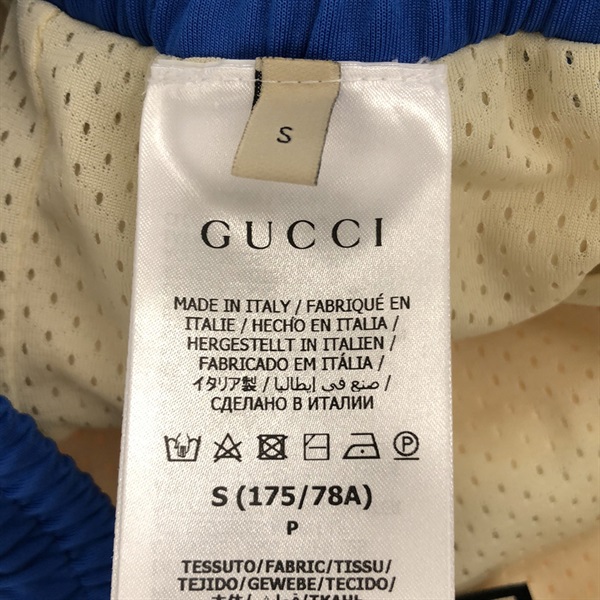 S
GUCCI
MADE IN ITALY / FABRIQUÉ EN
ITALIE / HECHO EN ITALIA /
HERGESTELLT IN ITALIEN /
FABRICADO EM ITÁLIA /
イタリア製 / صنع في إيطاليا /
СДЕЛАНО В ИТАЛИИ
P
S (175/78A)
P
TESSUTO/FABRIC/TISSU/
TEJIDO/GEWEBE/TECIDO/